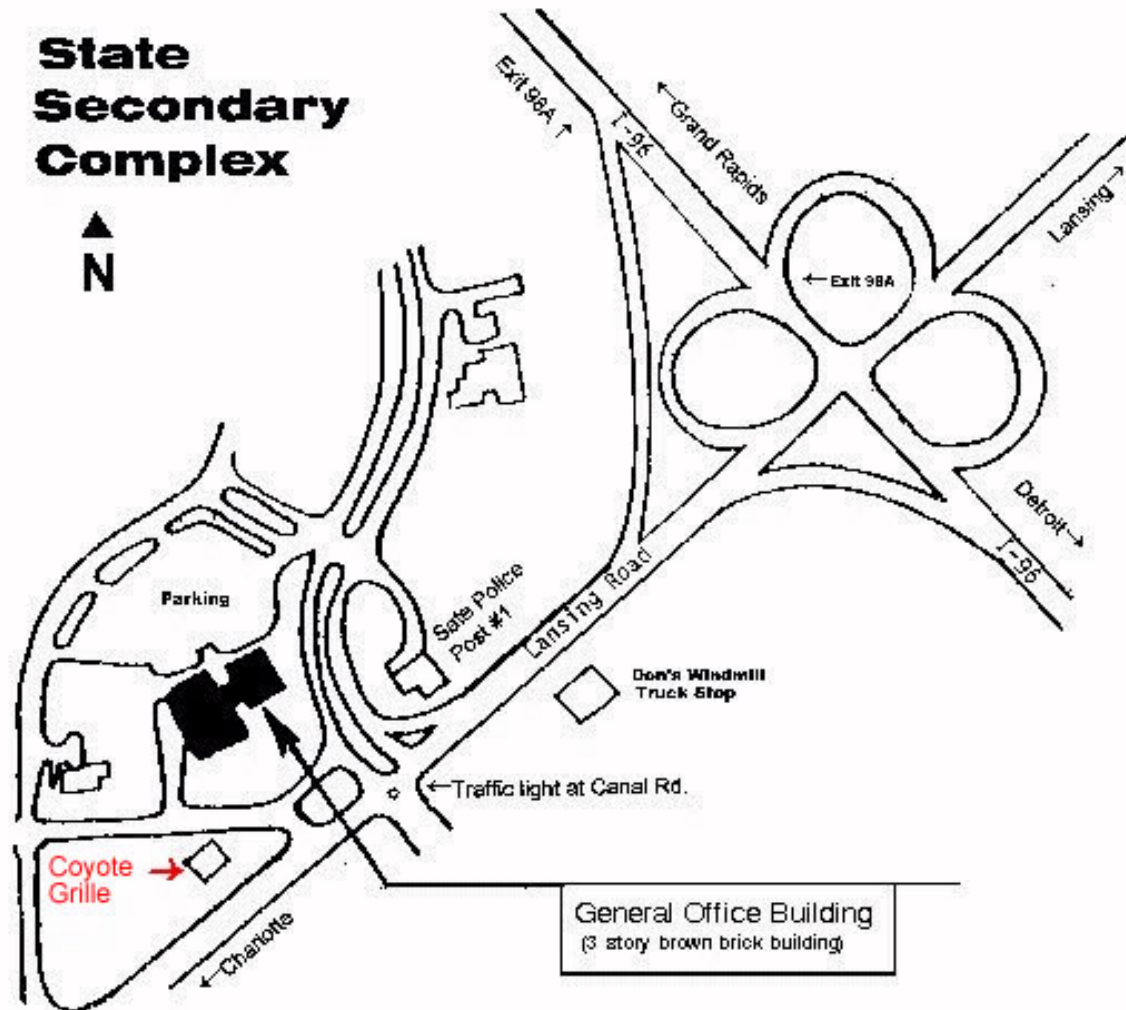 State
Secondary
Complex
N
Exit 98A ↑
I-96
←Grand Rapids
← Exit 98A
Lansing→
Detroit→
I-96
Parking
Sate Police
Post #1
Lansing Road
Don's Windmill
Truck Stop
←Traffic light at Canal Rd.
Coyote →
Grille
←Charlotte
General Office Building
(3 story brown brick building)